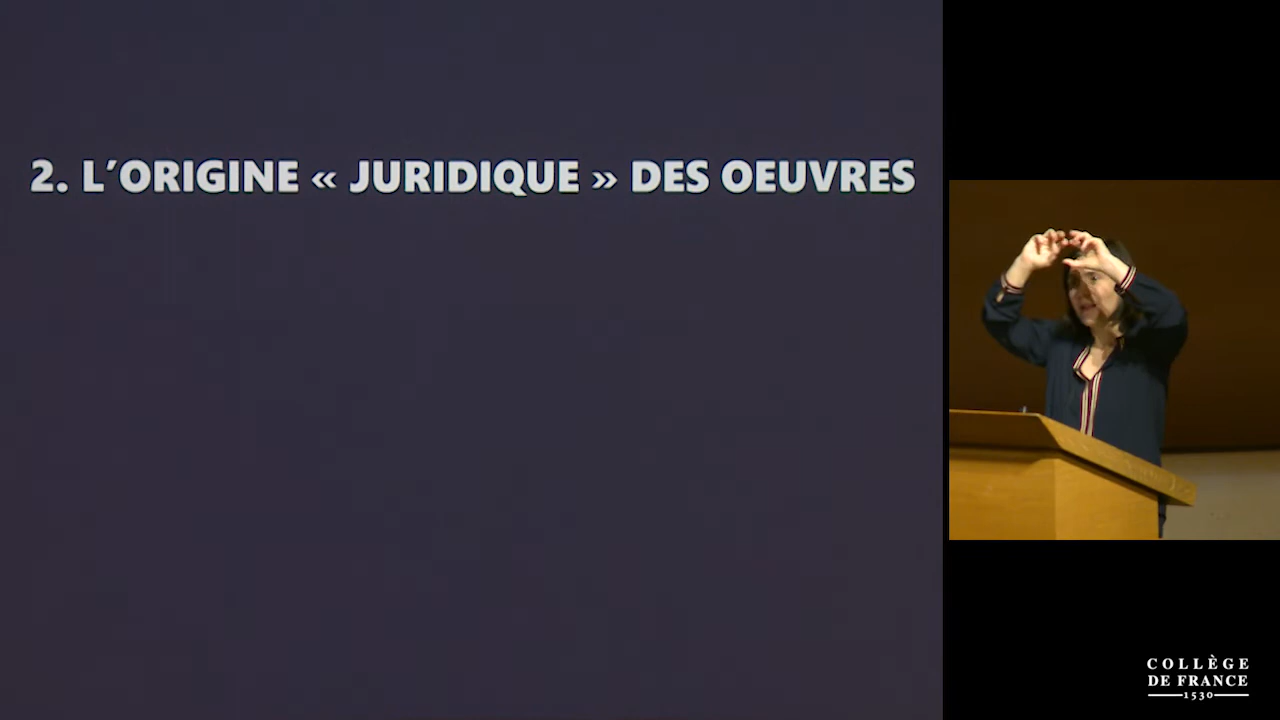 2. L’ORIGINE « JURIDIQUE » DES OEUVRES
COLLÈGE
DE FRANCE
1530